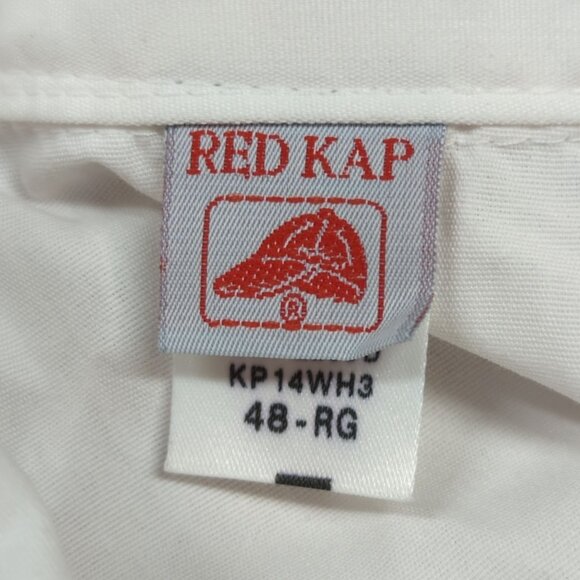 RED KAP
®
KP14WH3
48-RG